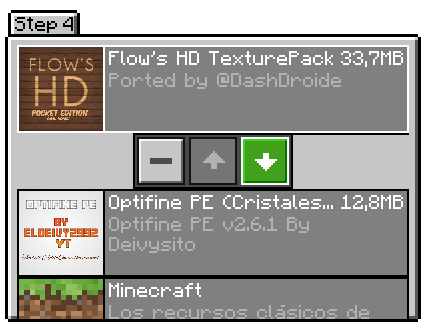 Step 4
FLOW'S
HD
POCKET EDITION
Flow's HD TexturePack 33,7MB
Ported by @DashDroide
OPTIFINE PE
BY
ELDEIVY2992
YT
Optifine PE (Cristales... 12,8MB
Optifine PE v2.6.1 By
Deivysito
Minecraft
Los recursos clásicos de